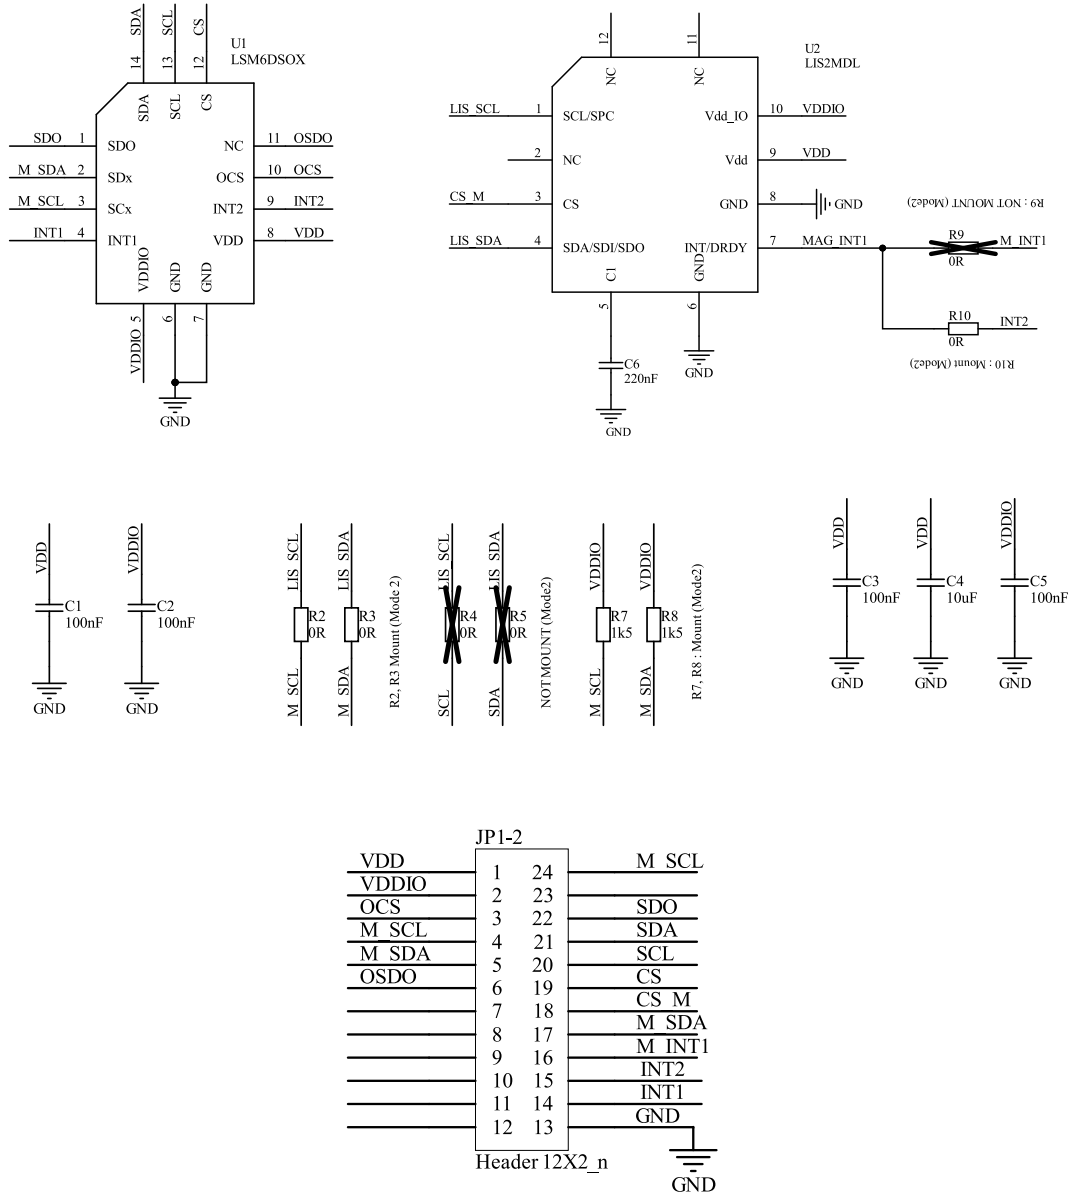 U1
LSM6DSOX
SDA
SCL
CS
14
13
12
SDA
SCL
CS
SDO 1 SDO
M_SDA 2 SDx
M_SCL 3 SCx
INT1 4 INT1
NC 11 OSDO
OCS 10 OCS
INT2 9 INT2
VDD 8 VDD
VDDIO
GND
GND
VDDIO 5
6
7
GND
U2
LIS2MDL
12
11
NC
NC
LIS_SCL 1 SCL/SPC
2 NC
CS_M 3 CS
LIS_SDA 4 SDA/SDI/SDO
Vdd_IO 10 VDDIO
Vdd 9 VDD
GND 8 GND
INT/DRDY 7 MAG_INT1
C1
GND
5
6
C6
220nF
GND
GND
R9 : NOT MOUNT (Mode2)
R9
0R
M_INT1
R10
0R
INT2
R10 : Mount (Mode2)
VDD
C1
100nF
GND
VDDIO
C2
100nF
GND
LIS_SCL
R2
0R
M_SCL
LIS_SDA
R3
0R
M_SDA
R2, R3 Mount (Mode 2)
LIS_SCL
R4
0R
SCL
LIS_SDA
R5
0R
SDA
NOT MOUNT (Mode2)
VDDIO
R7
1k5
M_SCL
VDDIO
R8
1k5
M_SDA
R7, R8 : Mount (Mode2)
VDD
C3
100nF
GND
VDD
C4
10uF
GND
VDDIO
C5
100nF
GND
JP1-2
VDD 1 24 M_SCL
VDDIO 2 23
OCS 3 22 SDO
M_SCL 4 21 SDA
M_SDA 5 20 SCL
OSDO 6 19 CS
7 18 CS_M
8 17 M_SDA
9 16 M_INT1
10 15 INT2
11 14 INT1
12 13 GND
Header 12X2_n
GND